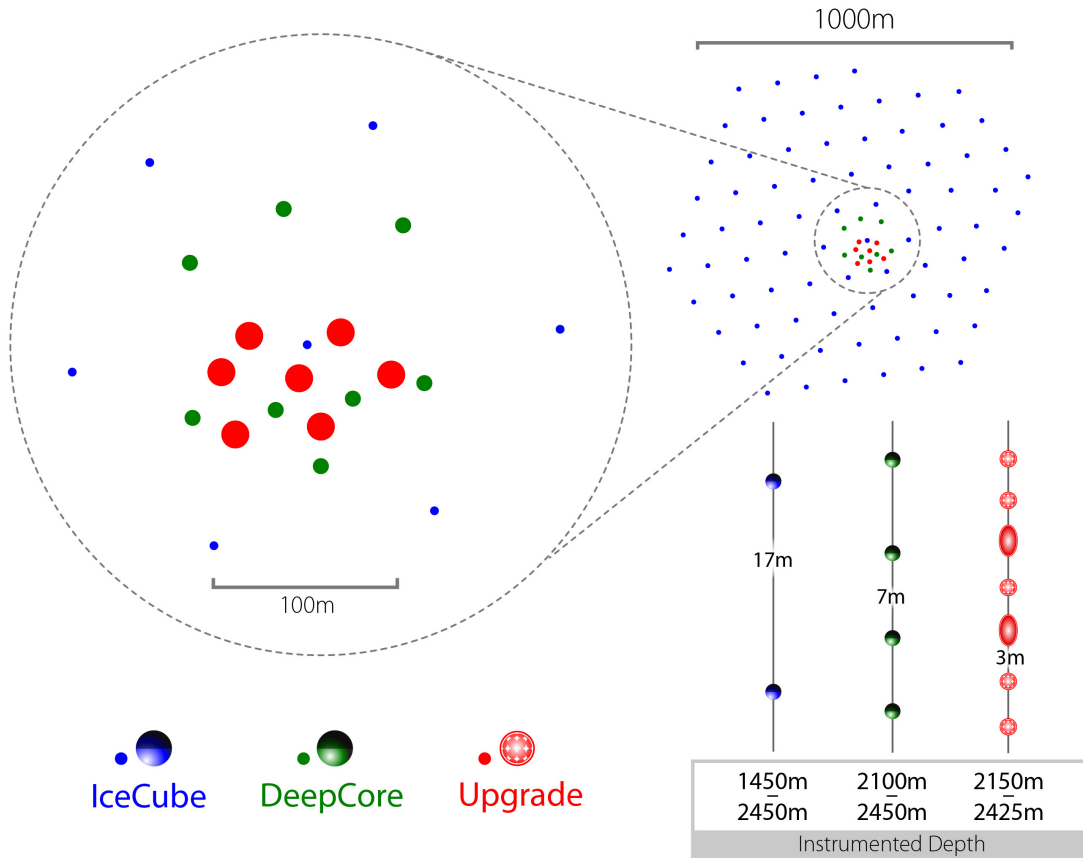 1000m
100m
17m
7m
3m
IceCube
DeepCore
Upgrade
1450m
–
2450m
2100m
–
2450m
2150m
–
2425m
Instrumented Depth